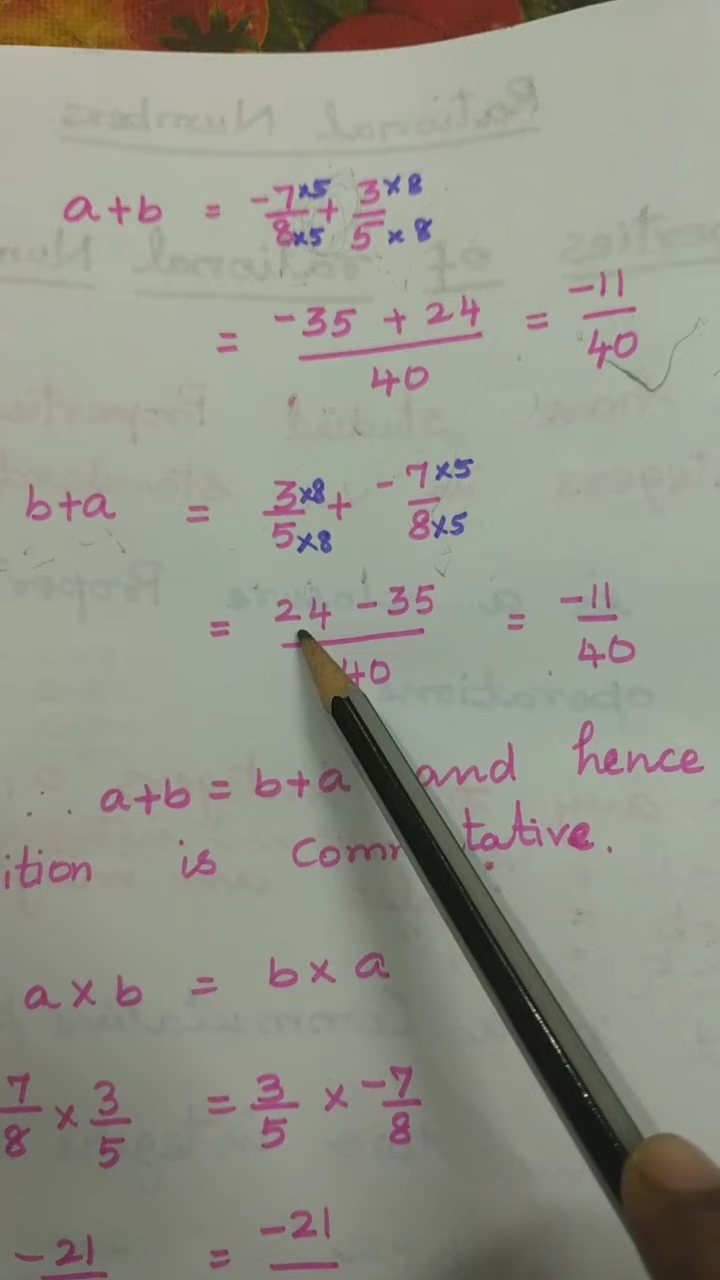 a+b = -7×5/8×5 + 3×8/5×8
= -35 + 24/40 = -11/40
b+a = 3×8/5×8 + -7×5/8×5
= 24 - 35/40 = -11/40
∴ a+b = b+a and hence
ition is comm tative.
a × b = b × a
7/8 × 3/5 = 3/5 × -7/8
-21 = -21